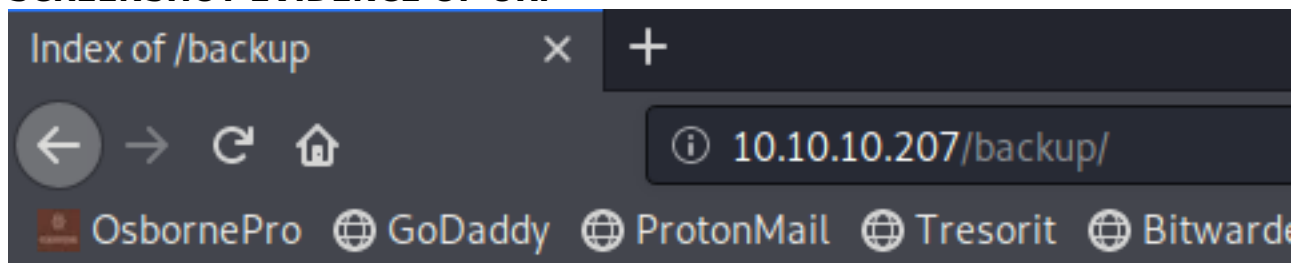 Index of /backup
10.10.10.207/backup/
OsbornePro GoDaddy ProtonMail Tresorit